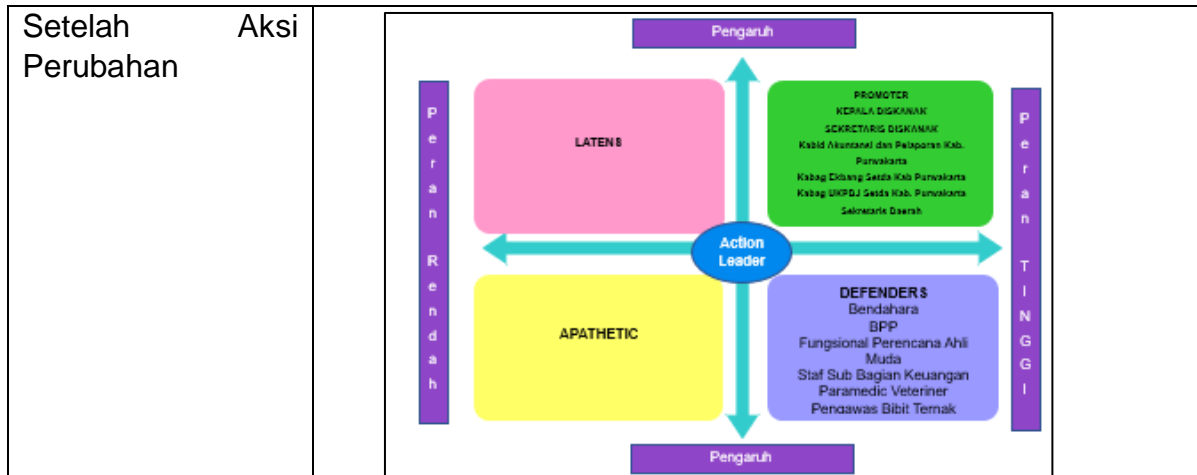 Setelah Aksi
Perubahan
Pengaruh
Peran Rendah
LATENS
PROMOTER
KEPALA DISKANAK
SEKRETARIS DISKANAK
Kabid Akuntansi dan Pelaporan Kab.
Purwakarta
Kabag Ekbang Setda Kab Purwakarta
Kabag UKPBJ Setda Kab. Purwakarta
Sekretaris Daerah
Peran TINGGI
Action
Leader
APATHETIC
DEFENDERS
Bendahara
BPP
Fungsional Perencana Ahli
Muda
Staf Sub Bagian Keuangan
Paramedic Veteriner
Pengawas Bibit Ternak
Pengaruh